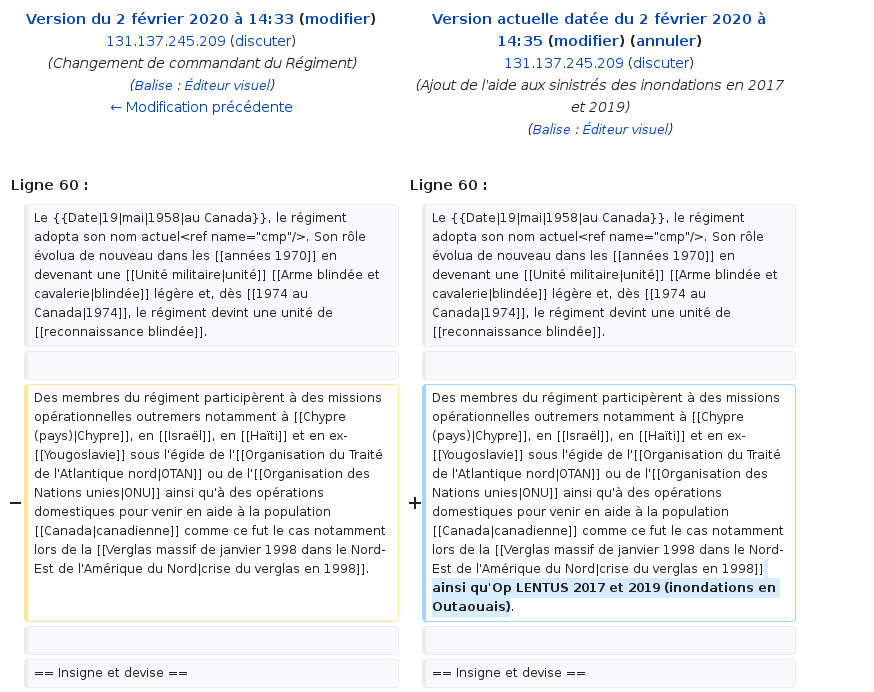 Version du 2 février 2020 à 14:33 (modifier)
131.137.245.209 (discuter)
(Changement de commandant du Régiment)
(Balise : Éditeur visuel)
← Modification précédente
Version actuelle datée du 2 février 2020 à
14:35 (modifier) (annuler)
131.137.245.209 (discuter)
(Ajout de l'aide aux sinistrés des inondations en 2017
et 2019)
(Balise : Éditeur visuel)
Ligne 60 :
Ligne 60 :
Le {{Date|19|mai|1958|au Canada}}, le régiment
adopta son nom actuel<ref name="cmp"/>. Son rôle
évolua de nouveau dans les [[années 1970]] en
devenant une [[Unité militaire|unité]] [[Arme blindée et
cavalerie|blindée]] légère et, dès [[1974 au
Canada|1974]], le régiment devint une unité de
[[reconnaissance blindée]].
Le {{Date|19|mai|1958|au Canada}}, le régiment
adopta son nom actuel<ref name="cmp"/>. Son rôle
évolua de nouveau dans les [[années 1970]] en
devenant une [[Unité militaire|unité]] [[Arme blindée et
cavalerie|blindée]] légère et, dès [[1974 au
Canada|1974]], le régiment devint une unité de
[[reconnaissance blindée]].
−
Des membres du régiment participèrent à des missions
opérationnelles outremers notamment à [[Chypre
(pays)|Chypre]], en [[Israël]], en [[Haïti]] et en ex-
[[Yougoslavie]] sous l'égide de l'[[Organisation du Traité
de l'Atlantique nord|OTAN]] ou de l'[[Organisation des
Nations unies|ONU]] ainsi qu'à des opérations
domestiques pour venir en aide à la population
[[Canada|canadienne]] comme ce fut le cas notamment
lors de la [[Verglas massif de janvier 1998 dans le Nord-
Est de l'Amérique du Nord|crise du verglas en 1998]].
+
Des membres du régiment participèrent à des missions
opérationnelles outremers notamment à [[Chypre
(pays)|Chypre]], en [[Israël]], en [[Haïti]] et en ex-
[[Yougoslavie]] sous l'égide de l'[[Organisation du Traité
de l'Atlantique nord|OTAN]] ou de l'[[Organisation des
Nations unies|ONU]] ainsi qu'à des opérations
domestiques pour venir en aide à la population
[[Canada|canadienne]] comme ce fut le cas notamment
lors de la [[Verglas massif de janvier 1998 dans le Nord-
Est de l'Amérique du Nord|crise du verglas en 1998]]
ainsi qu'Op LENTUS 2017 et 2019 (inondations en
Outaouais).
== Insigne et devise ==
== Insigne et devise ==